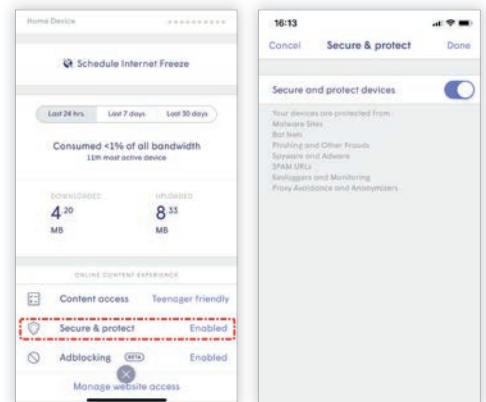 Home Device
Schedule Internet Freeze
Last 24 hrs
Last 7 days
Last 30 days
Consumed <1% of all bandwidth
11th most active device
DOWNLOADED
UPLOADED
4.20
8.33
MB
MB
ONLINE CONTENT EXPERIENCE
Content access
Teenager friendly
Secure & protect
Enabled
Adblocking
BETA
Enabled
Manage website access
16:13
Cancel
Secure & protect
Done
Secure and protect devices
Your devices are protected from
Malware Sites
Bot Nets
Phishing and Other Frauds
Spyware and Adware
SPAM URLs
Keyloggers and Monitoring
Proxy Avoidance and Anonymizers